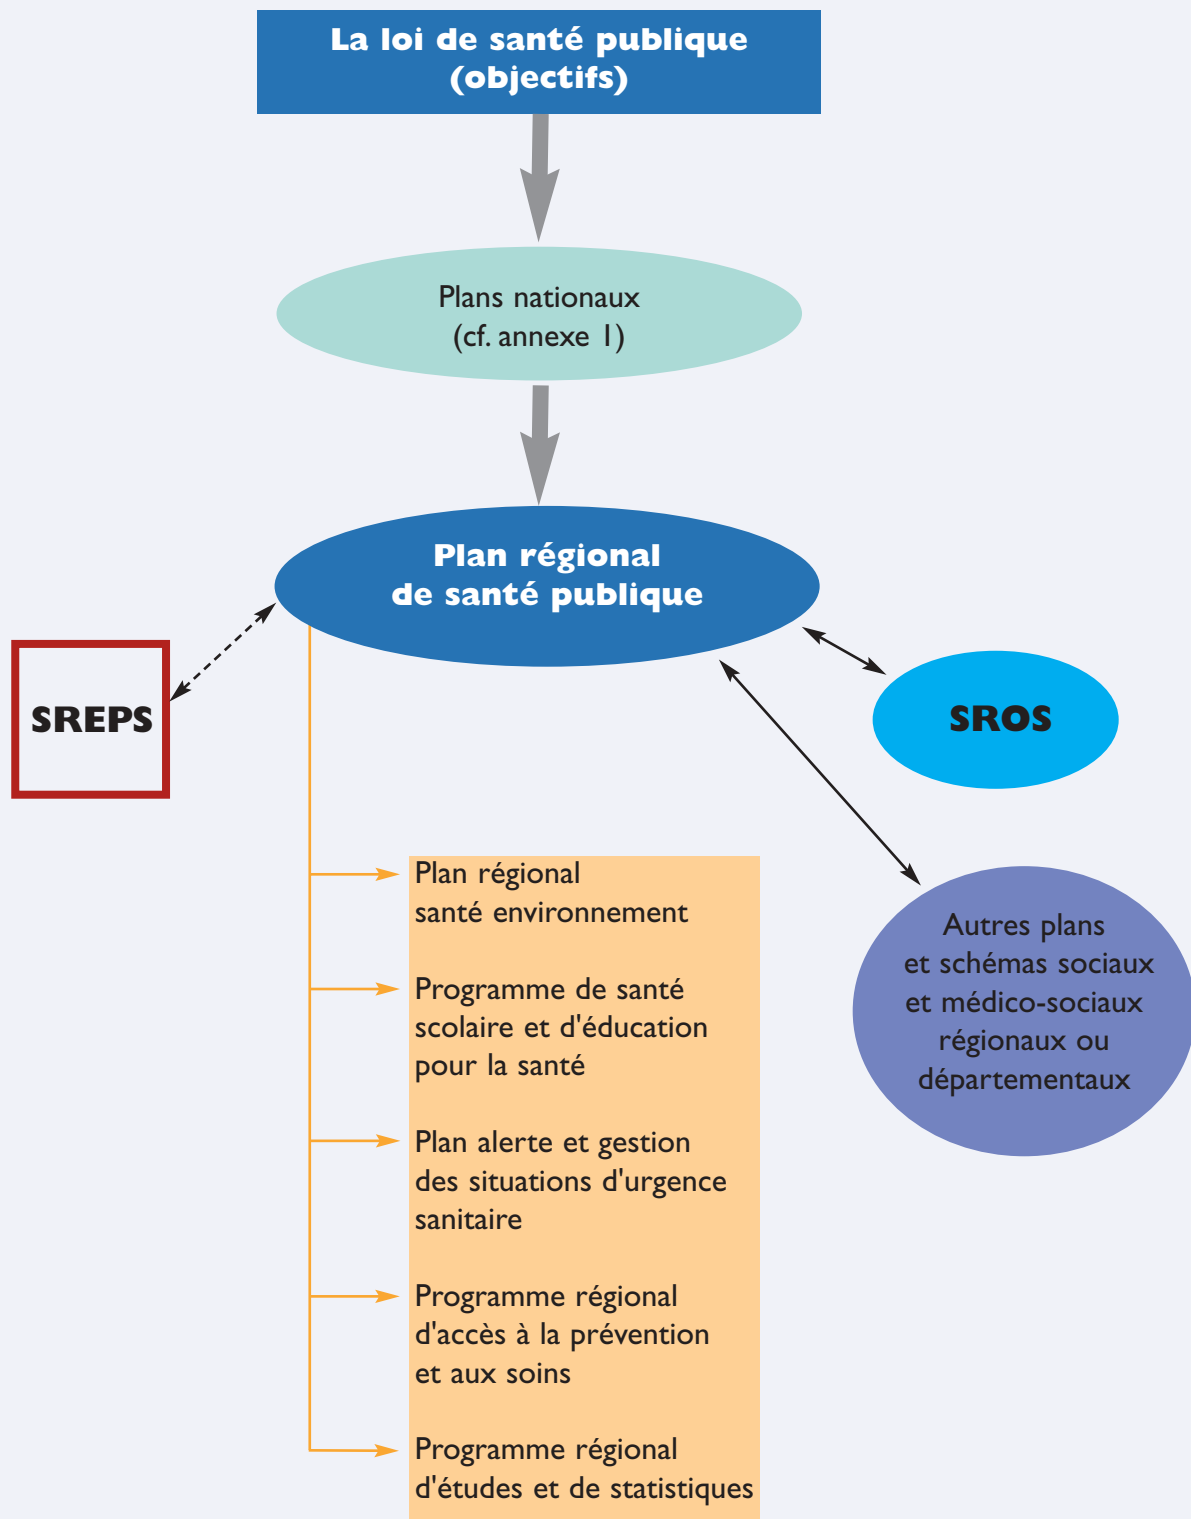 La loi de santé publique
(objectifs)
Plans nationaux
(cf. annexe 1)
Plan régional
de santé publique
SREPS
SROS
Plan régional
santé environnement
Programme de santé
scolaire et d'éducation
pour la santé
Plan alerte et gestion
des situations d'urgence
sanitaire
Programme régional
d'accès à la prévention
et aux soins
Programme régional
d'études et de statistiques
Autres plans
et schémas sociaux
et médico-sociaux
régionaux ou
départementaux